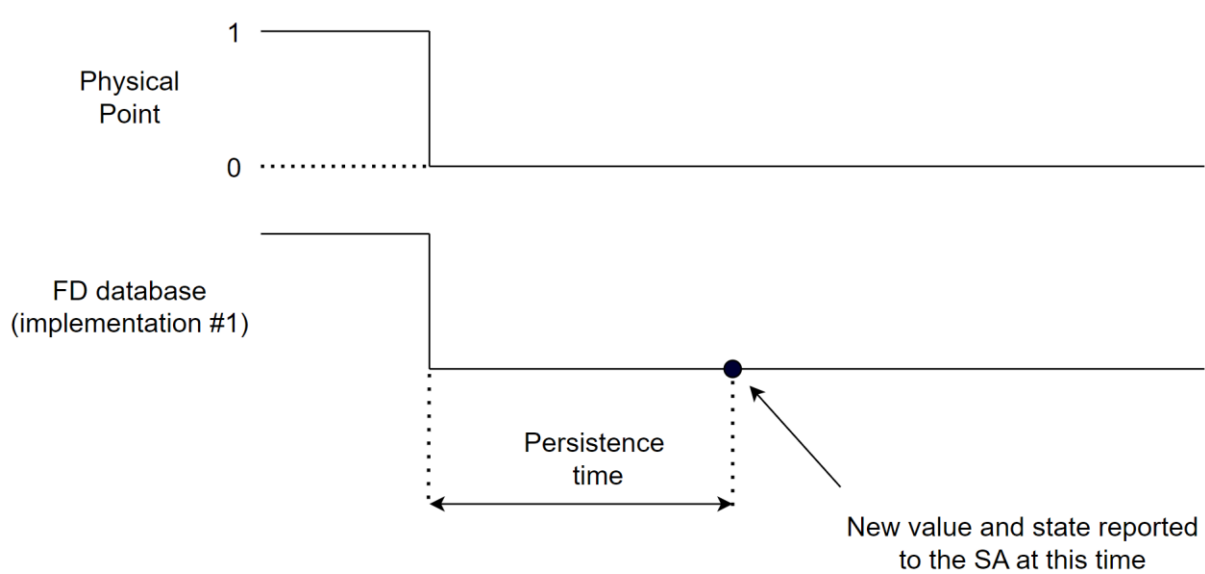 1
Physical
Point
0
FD database
(implementation #1)
Persistence
time
New value and state reported
to the SA at this time